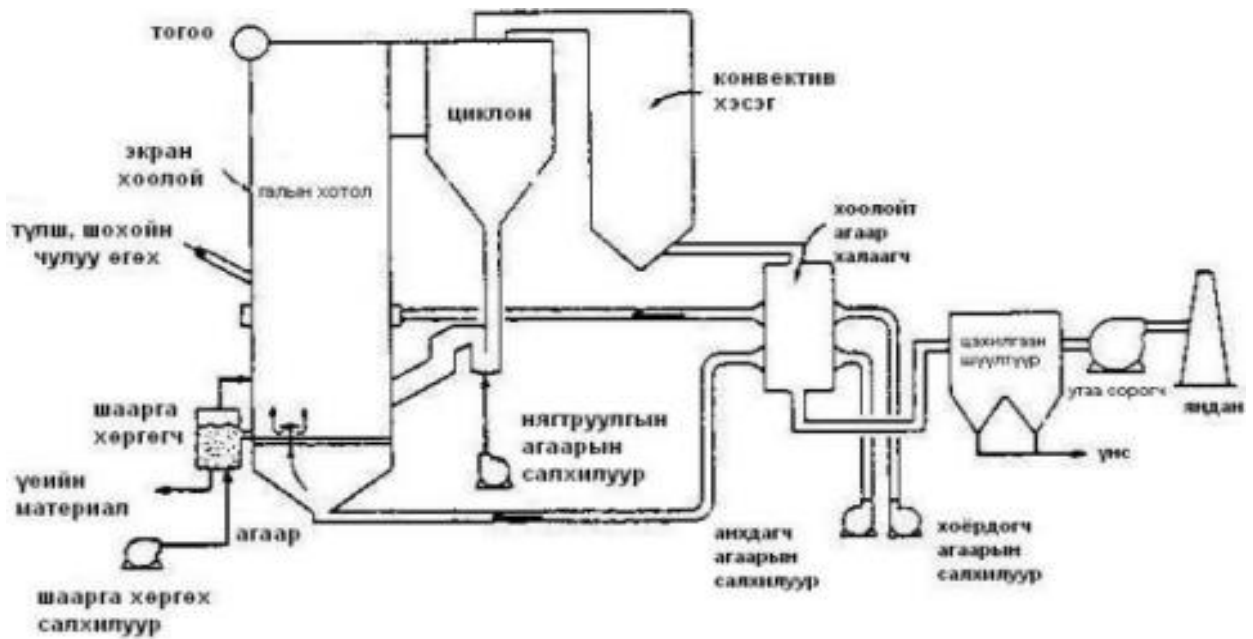 тогоо
циклон
конвектив
хэсэг
экран
хоолой
галын хотол
түлш, шохойн
чулуу өгөх
хоолойт
агаар
халаагч
цахилгаан
шүүлтүүр
утаа сорогч
яндан
шаарга
хөргөгч
нягтруулгын
агаарын
салхилуур
үнс
үеийн
материал
агаар
анхдагч
агаарын
салхилуур
хоёрдогч
агаарын
салхилуур
шаарга хөргөх
салхилуур